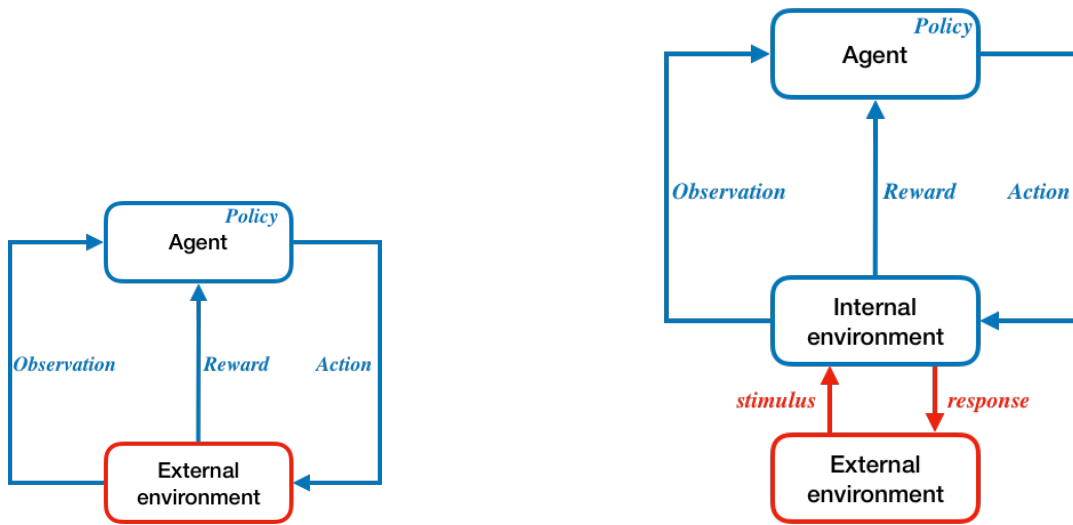 Policy
Agent
Observation
Reward
Action
External
environment
Policy
Agent
Observation
Reward
Action
Internal
environment
stimulus
response
External
environment